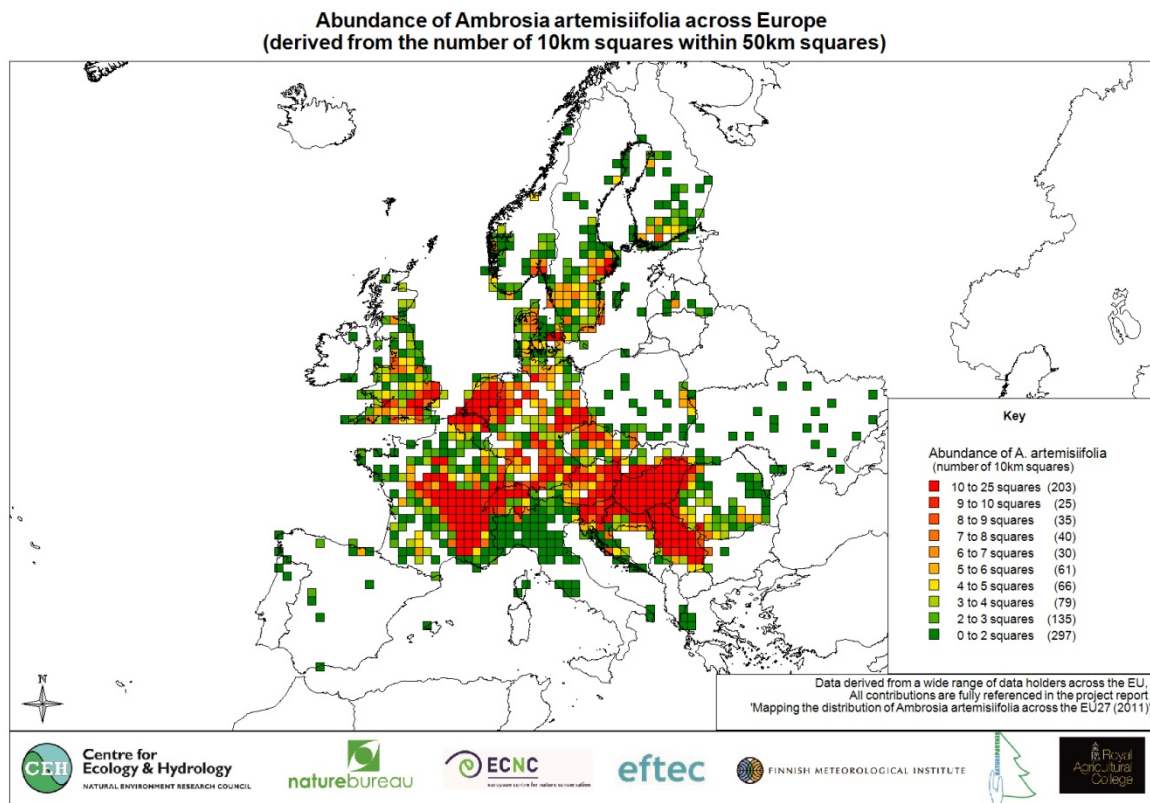 Abundance of Ambrosia artemisiifolia across Europe
(derived from the number of 10km squares within 50km squares)
Key
Abundance of A. artemisiifolia
(number of 10km squares)
10 to 25 squares (203)
9 to 10 squares (25)
8 to 9 squares (35)
7 to 8 squares (40)
6 to 7 squares (30)
5 to 6 squares (61)
4 to 5 squares (66)
3 to 4 squares (79)
2 to 3 squares (135)
0 to 2 squares (297)
N
Data derived from a wide range of data holders across the EU,
All contributions are fully referenced in the project report
'Mapping the distribution of Ambrosia artemisiifolia across the EU27 (2011)'
CEH
Centre for
Ecology & Hydrology
NATURAL ENVIRONMENT RESEARCH COUNCIL
naturebureau
ECNC
european centre for nature conservation
eftec
FINNISH METEOROLOGICAL INSTITUTE
NATUREPARTNER
Royal
Agricultural
College